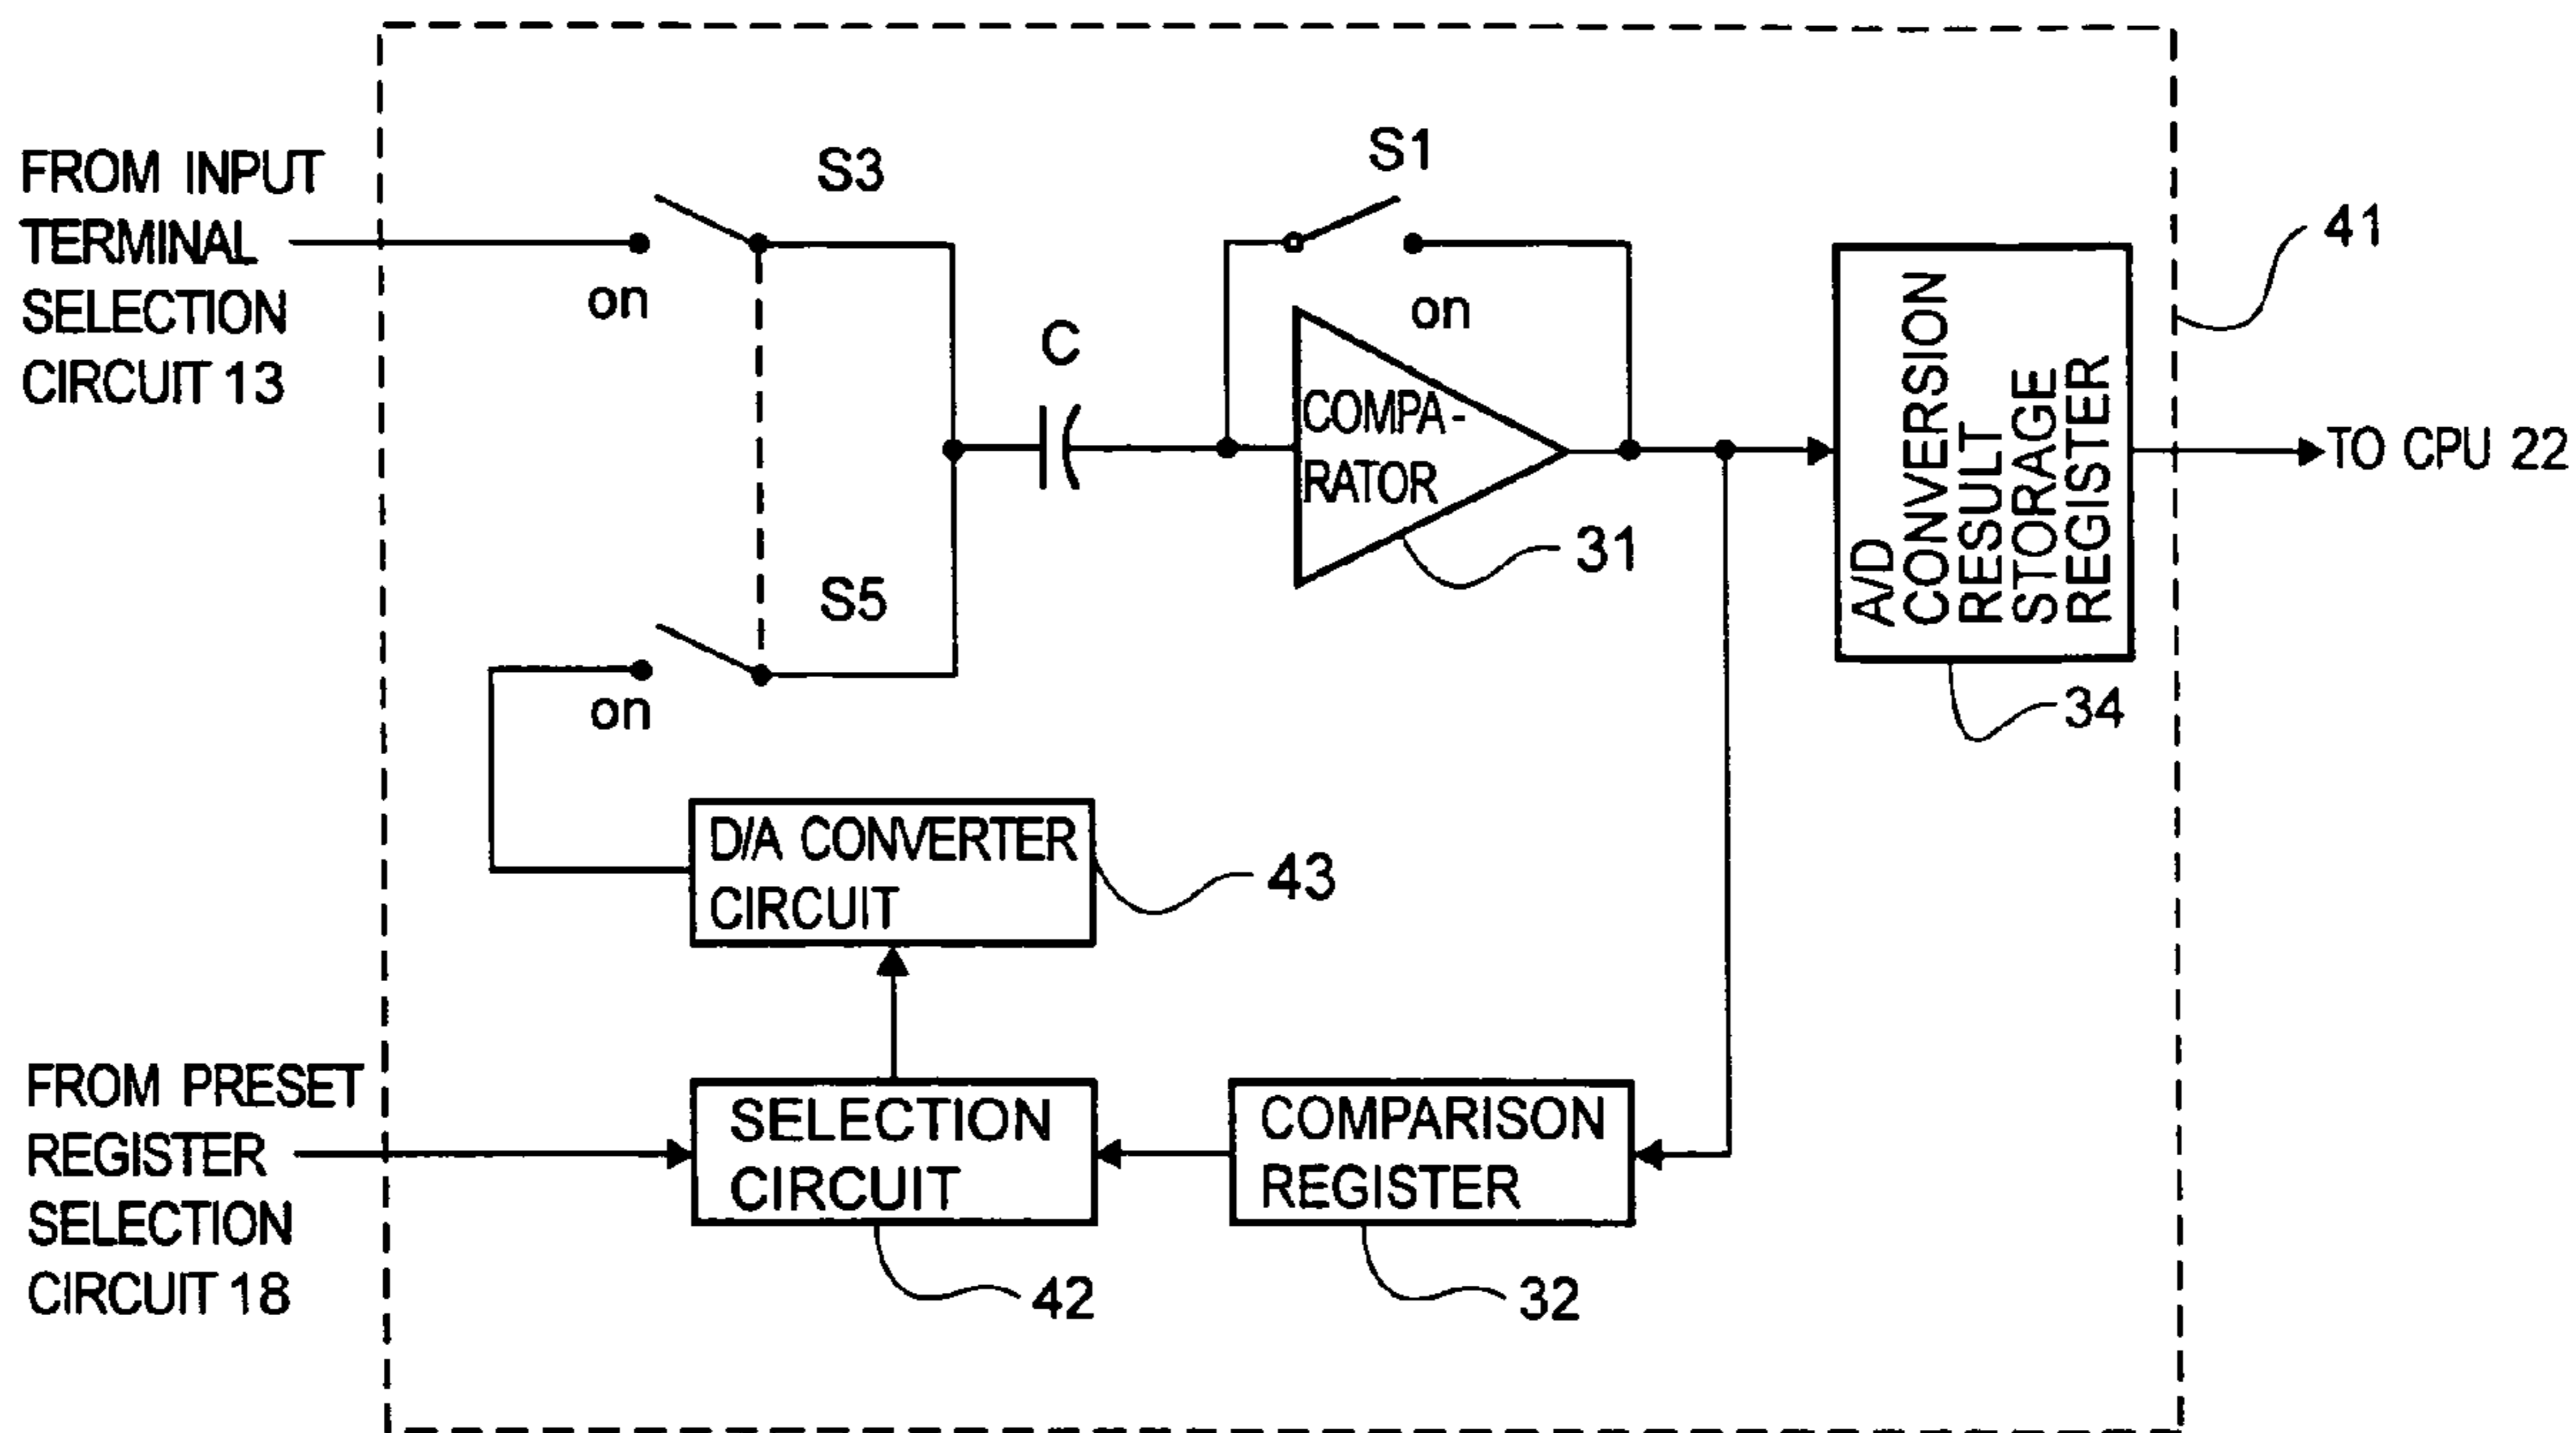 FROM INPUT
TERMINAL
SELECTION
CIRCUIT 13
S3
on
S1
on
C
COMPA-
RATOR
31
A/D
CONVERSION
RESULT
STORAGE
REGISTER
34
41
TO CPU 22
S5
on
D/A CONVERTER
CIRCUIT
43
FROM PRESET
REGISTER
SELECTION
CIRCUIT 18
SELECTION
CIRCUIT
42
COMPARISON
REGISTER
32